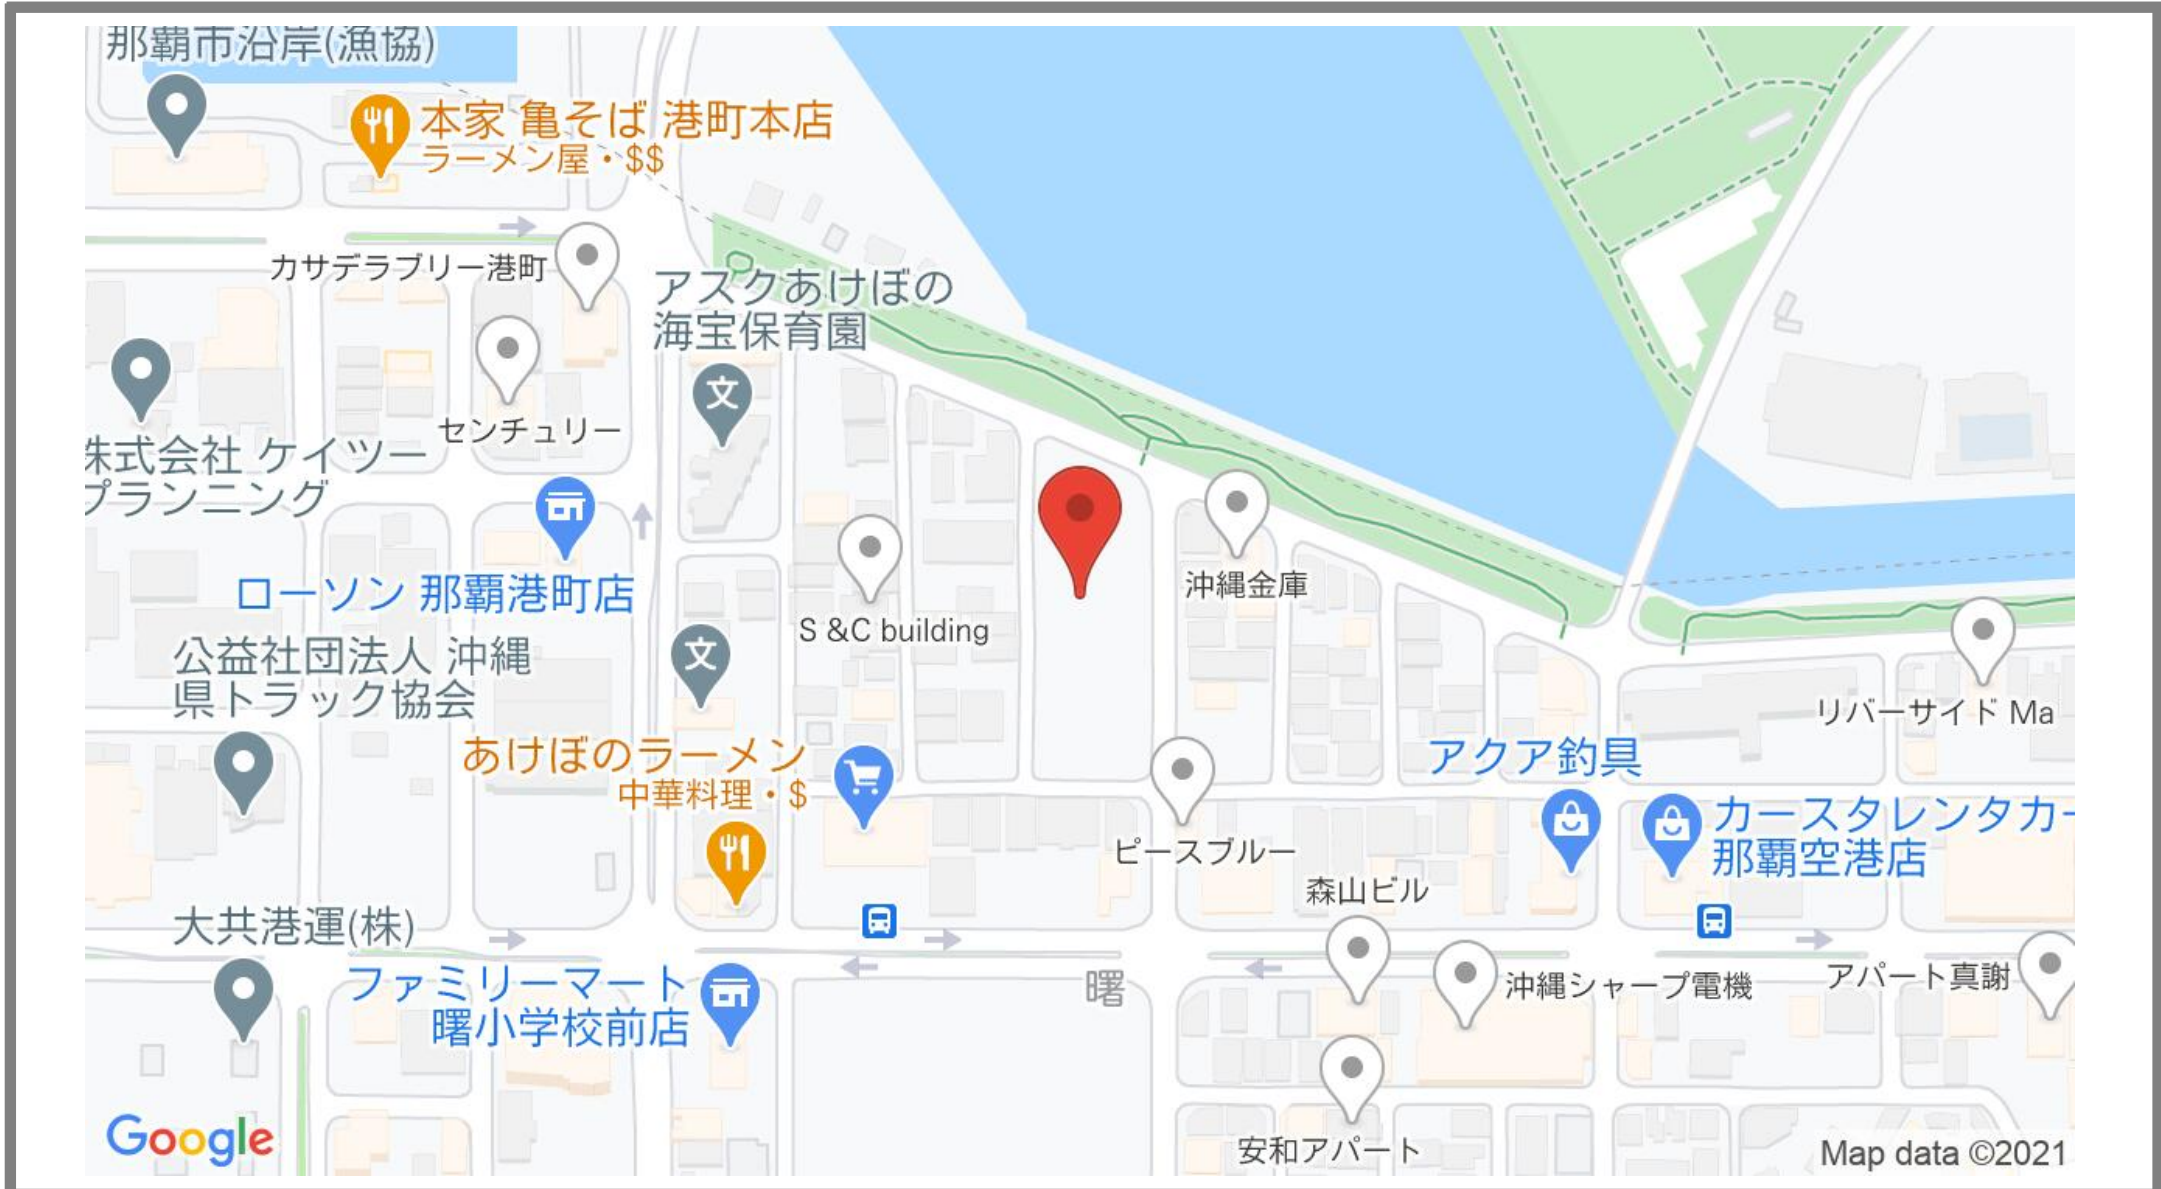 那覇市沿岸(漁協)
本家 亀そば 港町本店
ラーメン屋・$$
カサデラブリー港町
アスクあけぼの
海宝保育園
センチュリー
株式会社 ケイツー
プランニング
ローソン 那覇港町店
沖縄金庫
S &C building
公益社団法人 沖縄
県トラック協会
リバーサイド Ma
あけぼのラーメン
中華料理・$
アクア釣具
カースタレンタカー
那覇空港店
ピースブルー
森山ビル
大共港運(株)
ファミリーマート
曙小学校前店
曙
沖縄シャープ電機
アパート真謝
安和アパート
Google
Map data ©2021
文
文